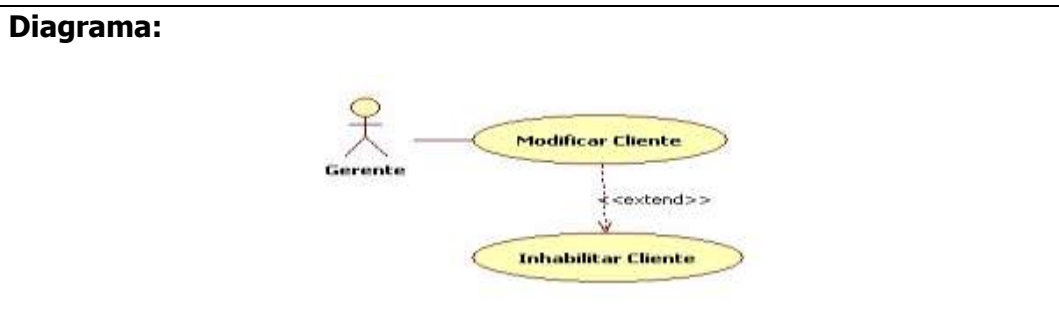 Diagrama:
Modificar Cliente
Gerente
<<extend>>
Inhabilitar Cliente